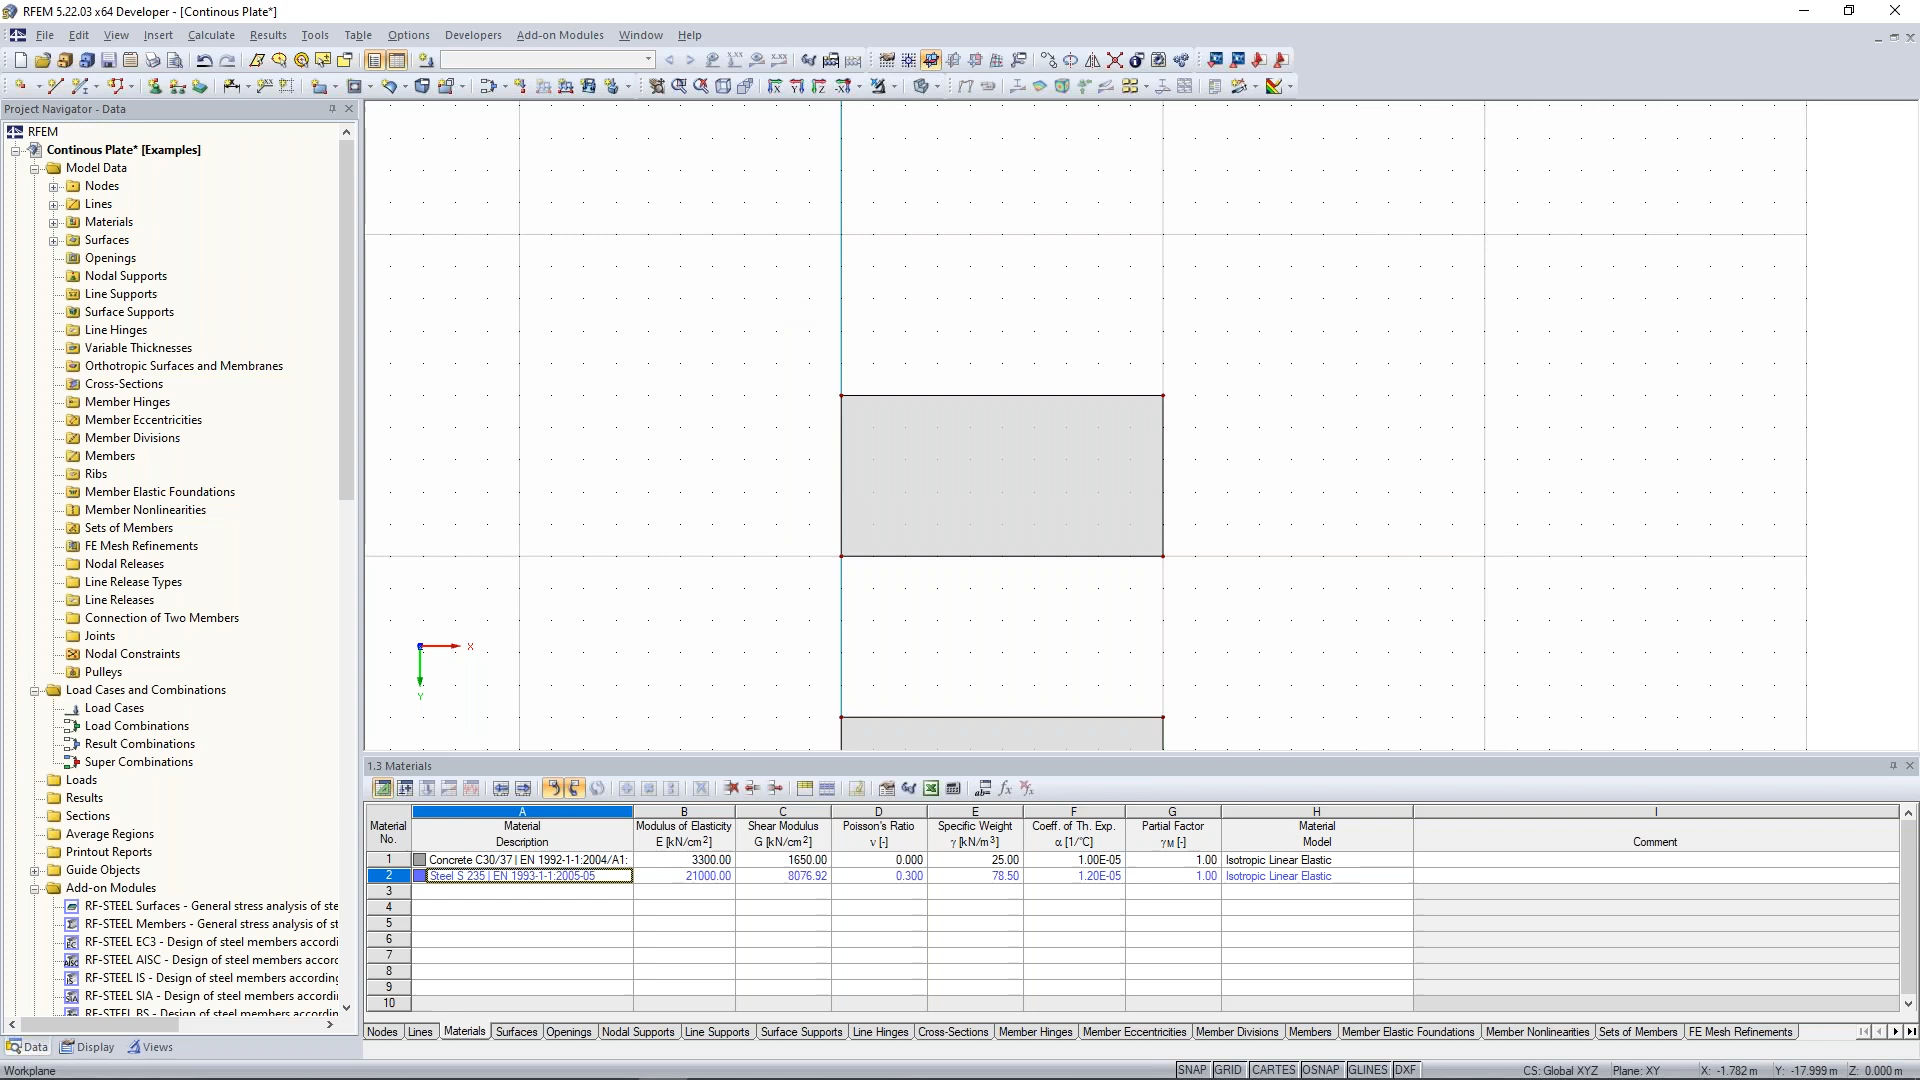 RFEM 5.22.03 x64 Developer - [Continous Plate*]
File Edit View Insert Calculate Results Tools Table Options Developers Add-on Modules Window Help
Project Navigator - Data
RFEM
Continous Plate* [Examples]
Model Data
Nodes
Lines
Materials
Surfaces
Openings
Nodal Supports
Line Supports
Surface Supports
Line Hinges
Variable Thicknesses
Orthotropic Surfaces and Membranes
Cross-Sections
Member Hinges
Member Eccentricities
Member Divisions
Members
Ribs
Member Elastic Foundations
Member Nonlinearities
Sets of Members
FE Mesh Refinements
Nodal Releases
Line Release Types
Line Releases
Connection of Two Members
Joints
Nodal Constraints
Pulleys
Load Cases and Combinations
Load Cases
Load Combinations
Result Combinations
Super Combinations
Loads
Results
Sections
Average Regions
Printout Reports
Guide Objects
Add-on Modules
RF-STEEL Surfaces - General stress analysis of ste
RF-STEEL Members - General stress analysis of st
RF-STEEL EC3 - Design of steel members accordi
RF-STEEL AISC - Design of steel members accorc
RF-STEEL IS - Design of steel members according
RF-STEEL SIA - Design of steel members accordi
RF-STEEL BS - Design of steel members accordin
Data Display Views
X
Y
1.3 Materials
A B C D E F G H I
Material Material Modulus of Elasticity Shear Modulus Poisson's Ratio Specific Weight Coeff. of Th. Exp. Partial Factor Material
No. Description E [kN/cm²] G [kN/cm²] ν [-] γ [kN/m³] α [1/°C] γM [-] Model Comment
1 Concrete C30/37 | EN 1992-1-1:2004/A1: 3300.00 1650.00 0.000 25.00 1.00E-05 1.00 Isotropic Linear Elastic
2 Steel S 235 | EN 1993-1-1:2005-05 21000.00 8076.92 0.300 78.50 1.20E-05 1.00 Isotropic Linear Elastic
3
4
5
6
7
8
9
10
Nodes Lines Materials Surfaces Openings Nodal Supports Line Supports Surface Supports Line Hinges Cross-Sections Member Hinges Member Eccentricities Member Divisions Members Member Elastic Foundations Member Nonlinearities Sets of Members FE Mesh Refinements
Workplane SNAP GRID CARTES OSNAP GLINES DXF CS: Global XYZ Plane: XY X: -1.782 m Y: -17.999 m Z: 0.000 m